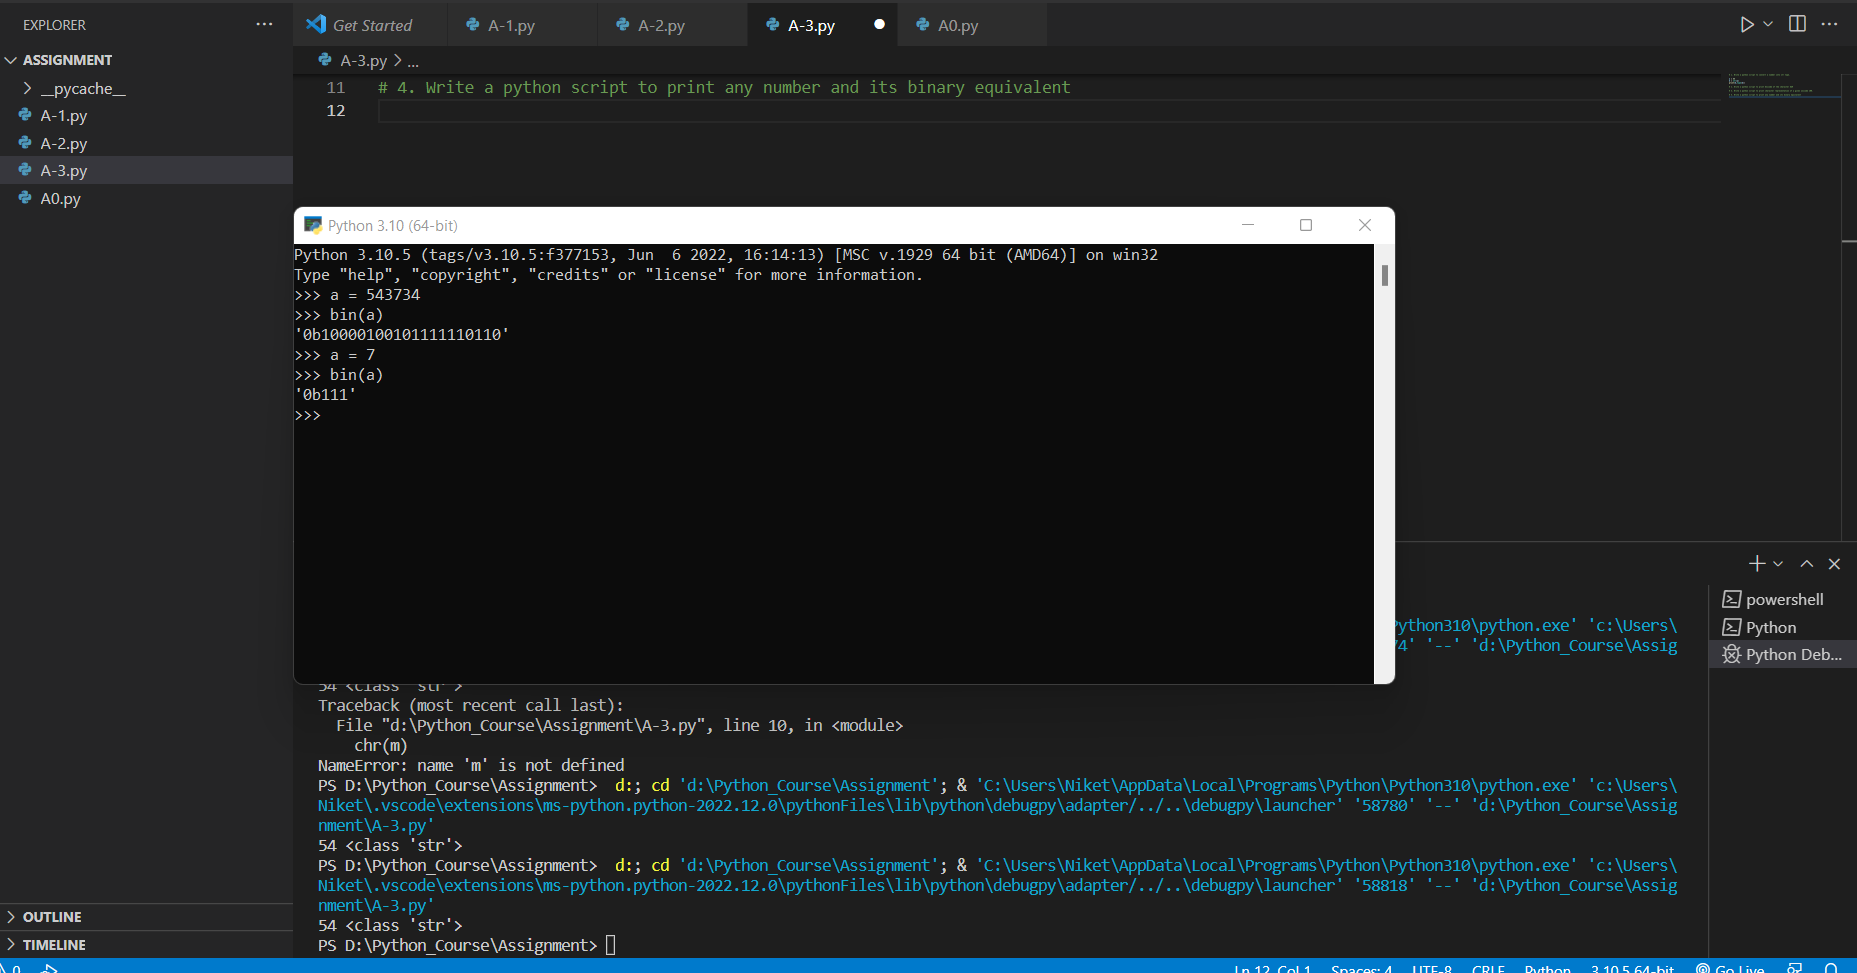 EXPLORER
ASSIGNMENT
__pycache__
A-1.py
A-2.py
A-3.py
A0.py
OUTLINE
TIMELINE
Get Started
A-1.py
A-2.py
A-3.py
A0.py
A-3.py > ...
11 # 4. Write a python script to print any number and its binary equivalent
12
Python 3.10 (64-bit)
Python 3.10.5 (tags/v3.10.5:f377153, Jun  6 2022, 16:14:13) [MSC v.1929 64 bit (AMD64)] on win32
Type "help", "copyright", "credits" or "license" for more information.
>>> a = 543734
>>> bin(a)
'0b10000100101111110110'
>>> a = 7
>>> bin(a)
'0b111'
>>>
ython310\python.exe' 'c:\Users\
4' '--' 'd:\Python_Course\Assig
54 <class 'str'>
Traceback (most recent call last):
  File "d:\Python_Course\Assignment\A-3.py", line 10, in <module>
    chr(m)
NameError: name 'm' is not defined
PS D:\Python_Course\Assignment>  d:; cd 'd:\Python_Course\Assignment'; & 'C:\Users\Niket\AppData\Local\Programs\Python\Python310\python.exe' 'c:\Users\
Niket\.vscode\extensions\ms-python.python-2022.12.0\pythonFiles\lib\python\debugpy\adapter/../..\debugpy\launcher' '58780' '--' 'd:\Python_Course\Assig
nment\A-3.py'
54 <class 'str'>
PS D:\Python_Course\Assignment>  d:; cd 'd:\Python_Course\Assignment'; & 'C:\Users\Niket\AppData\Local\Programs\Python\Python310\python.exe' 'c:\Users\
Niket\.vscode\extensions\ms-python.python-2022.12.0\pythonFiles\lib\python\debugpy\adapter/../..\debugpy\launcher' '58818' '--' 'd:\Python_Course\Assig
nment\A-3.py'
54 <class 'str'>
PS D:\Python_Course\Assignment>
powershell
Python
Python Deb...
0
Ln 12, Col 1 Spaces: 4 UTF-8 CRLF Python 3.10.5 64-bit Go Live